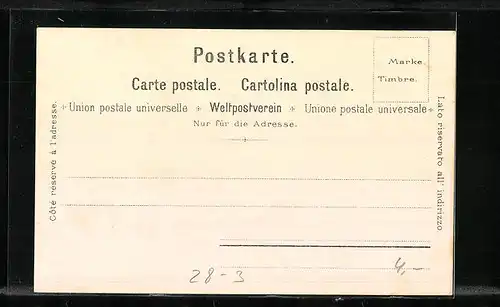 Postkarte.
Marke.
Timbre.
Carte postale. Cartolina postale.
Union postale universelle Weltpostverein Unione postale universale
Nur für die Adresse.
Côté réservé à l'adresse.
Lato riservato all' indirizzo
28-3
4,-